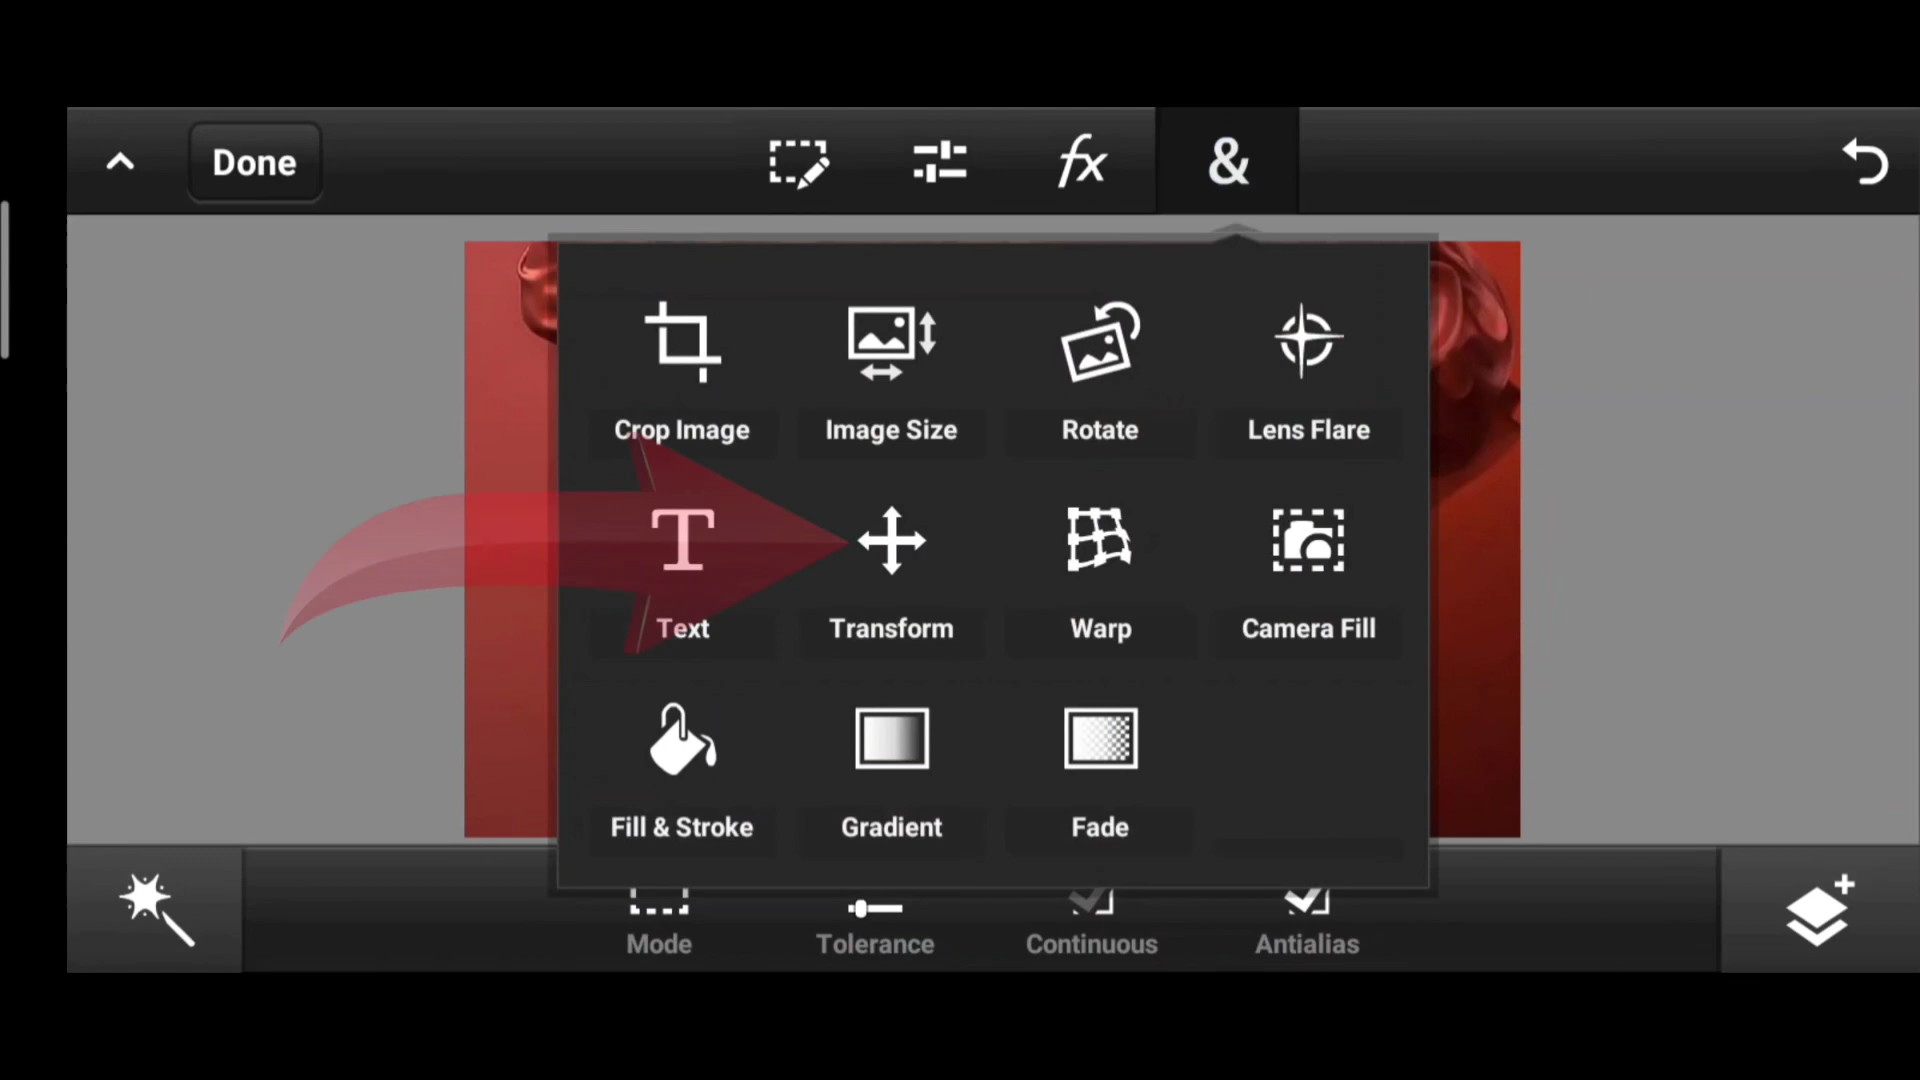 Done fx &
Crop Image Image Size Rotate Lens Flare
T
Text Transform Warp Camera Fill
Fill & Stroke Gradient Fade
Mode Tolerance Continuous Antialias